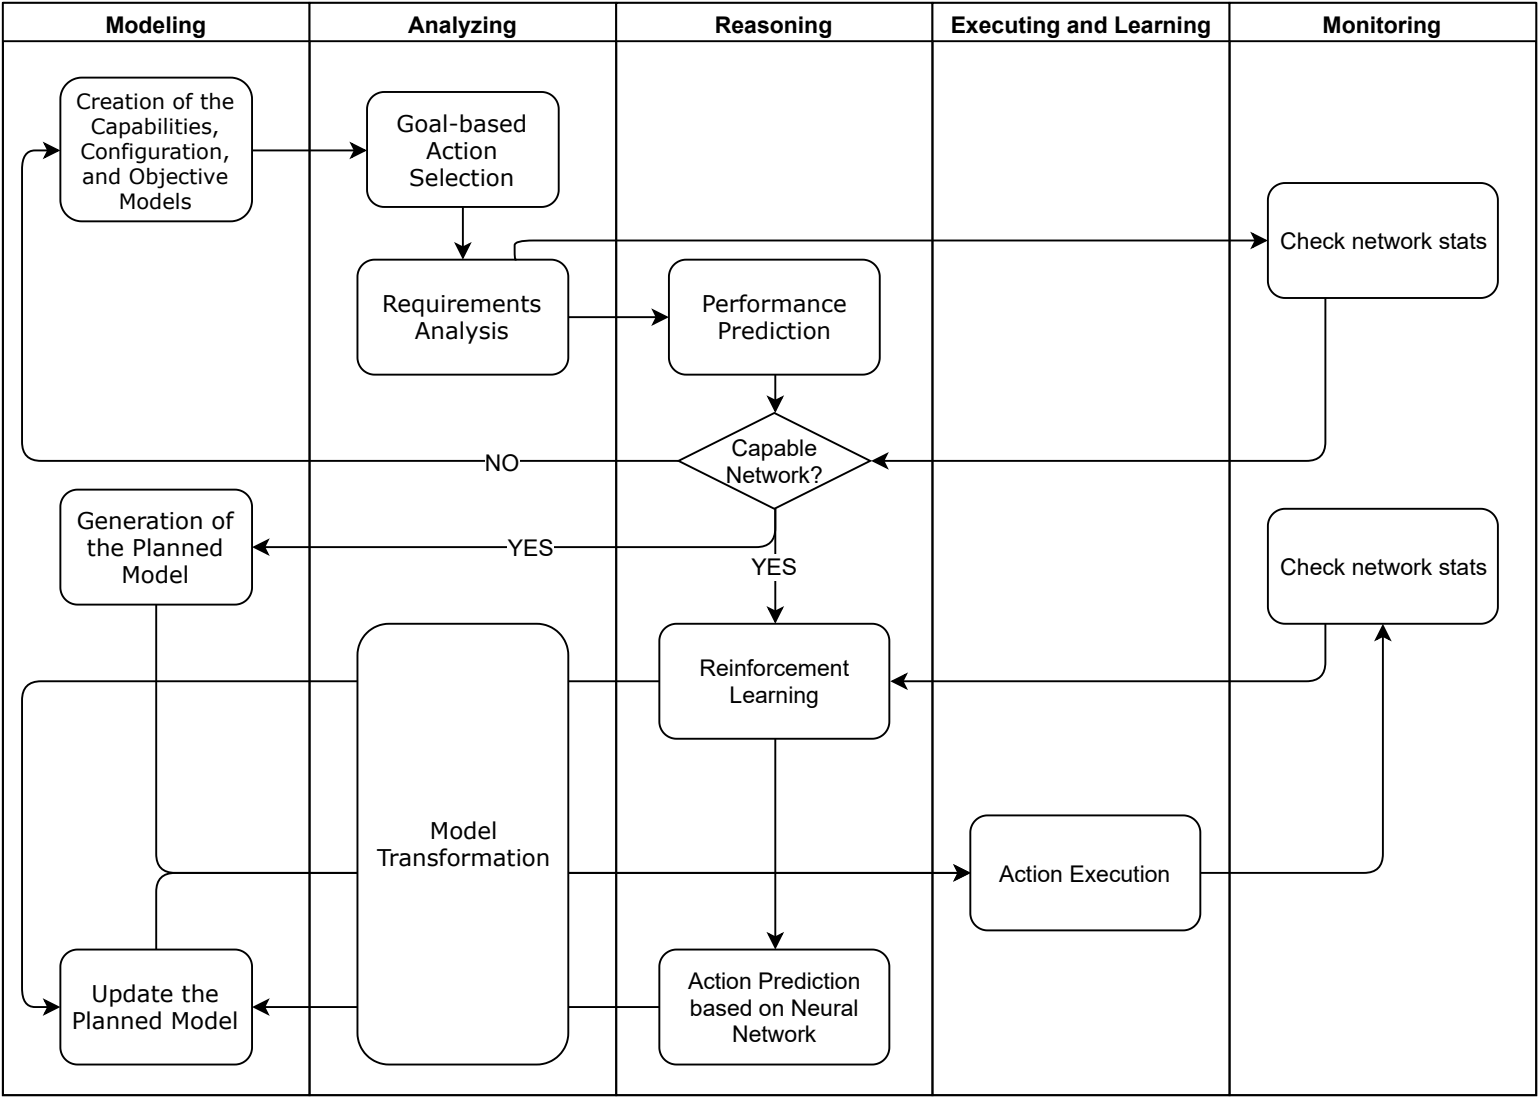 Modeling
Analyzing
Reasoning
Executing and Learning
Monitoring
Creation of the
Capabilities,
Configuration,
and Objective
Models
Goal-based
Action
Selection
Check network stats
Requirements
Analysis
Performance
Prediction
Capable
Network?
NO
Generation of
the Planned
Model
YES
YES
Check network stats
Reinforcement
Learning
Model
Transformation
Action Execution
Update the
Planned Model
Action Prediction
based on Neural
Network